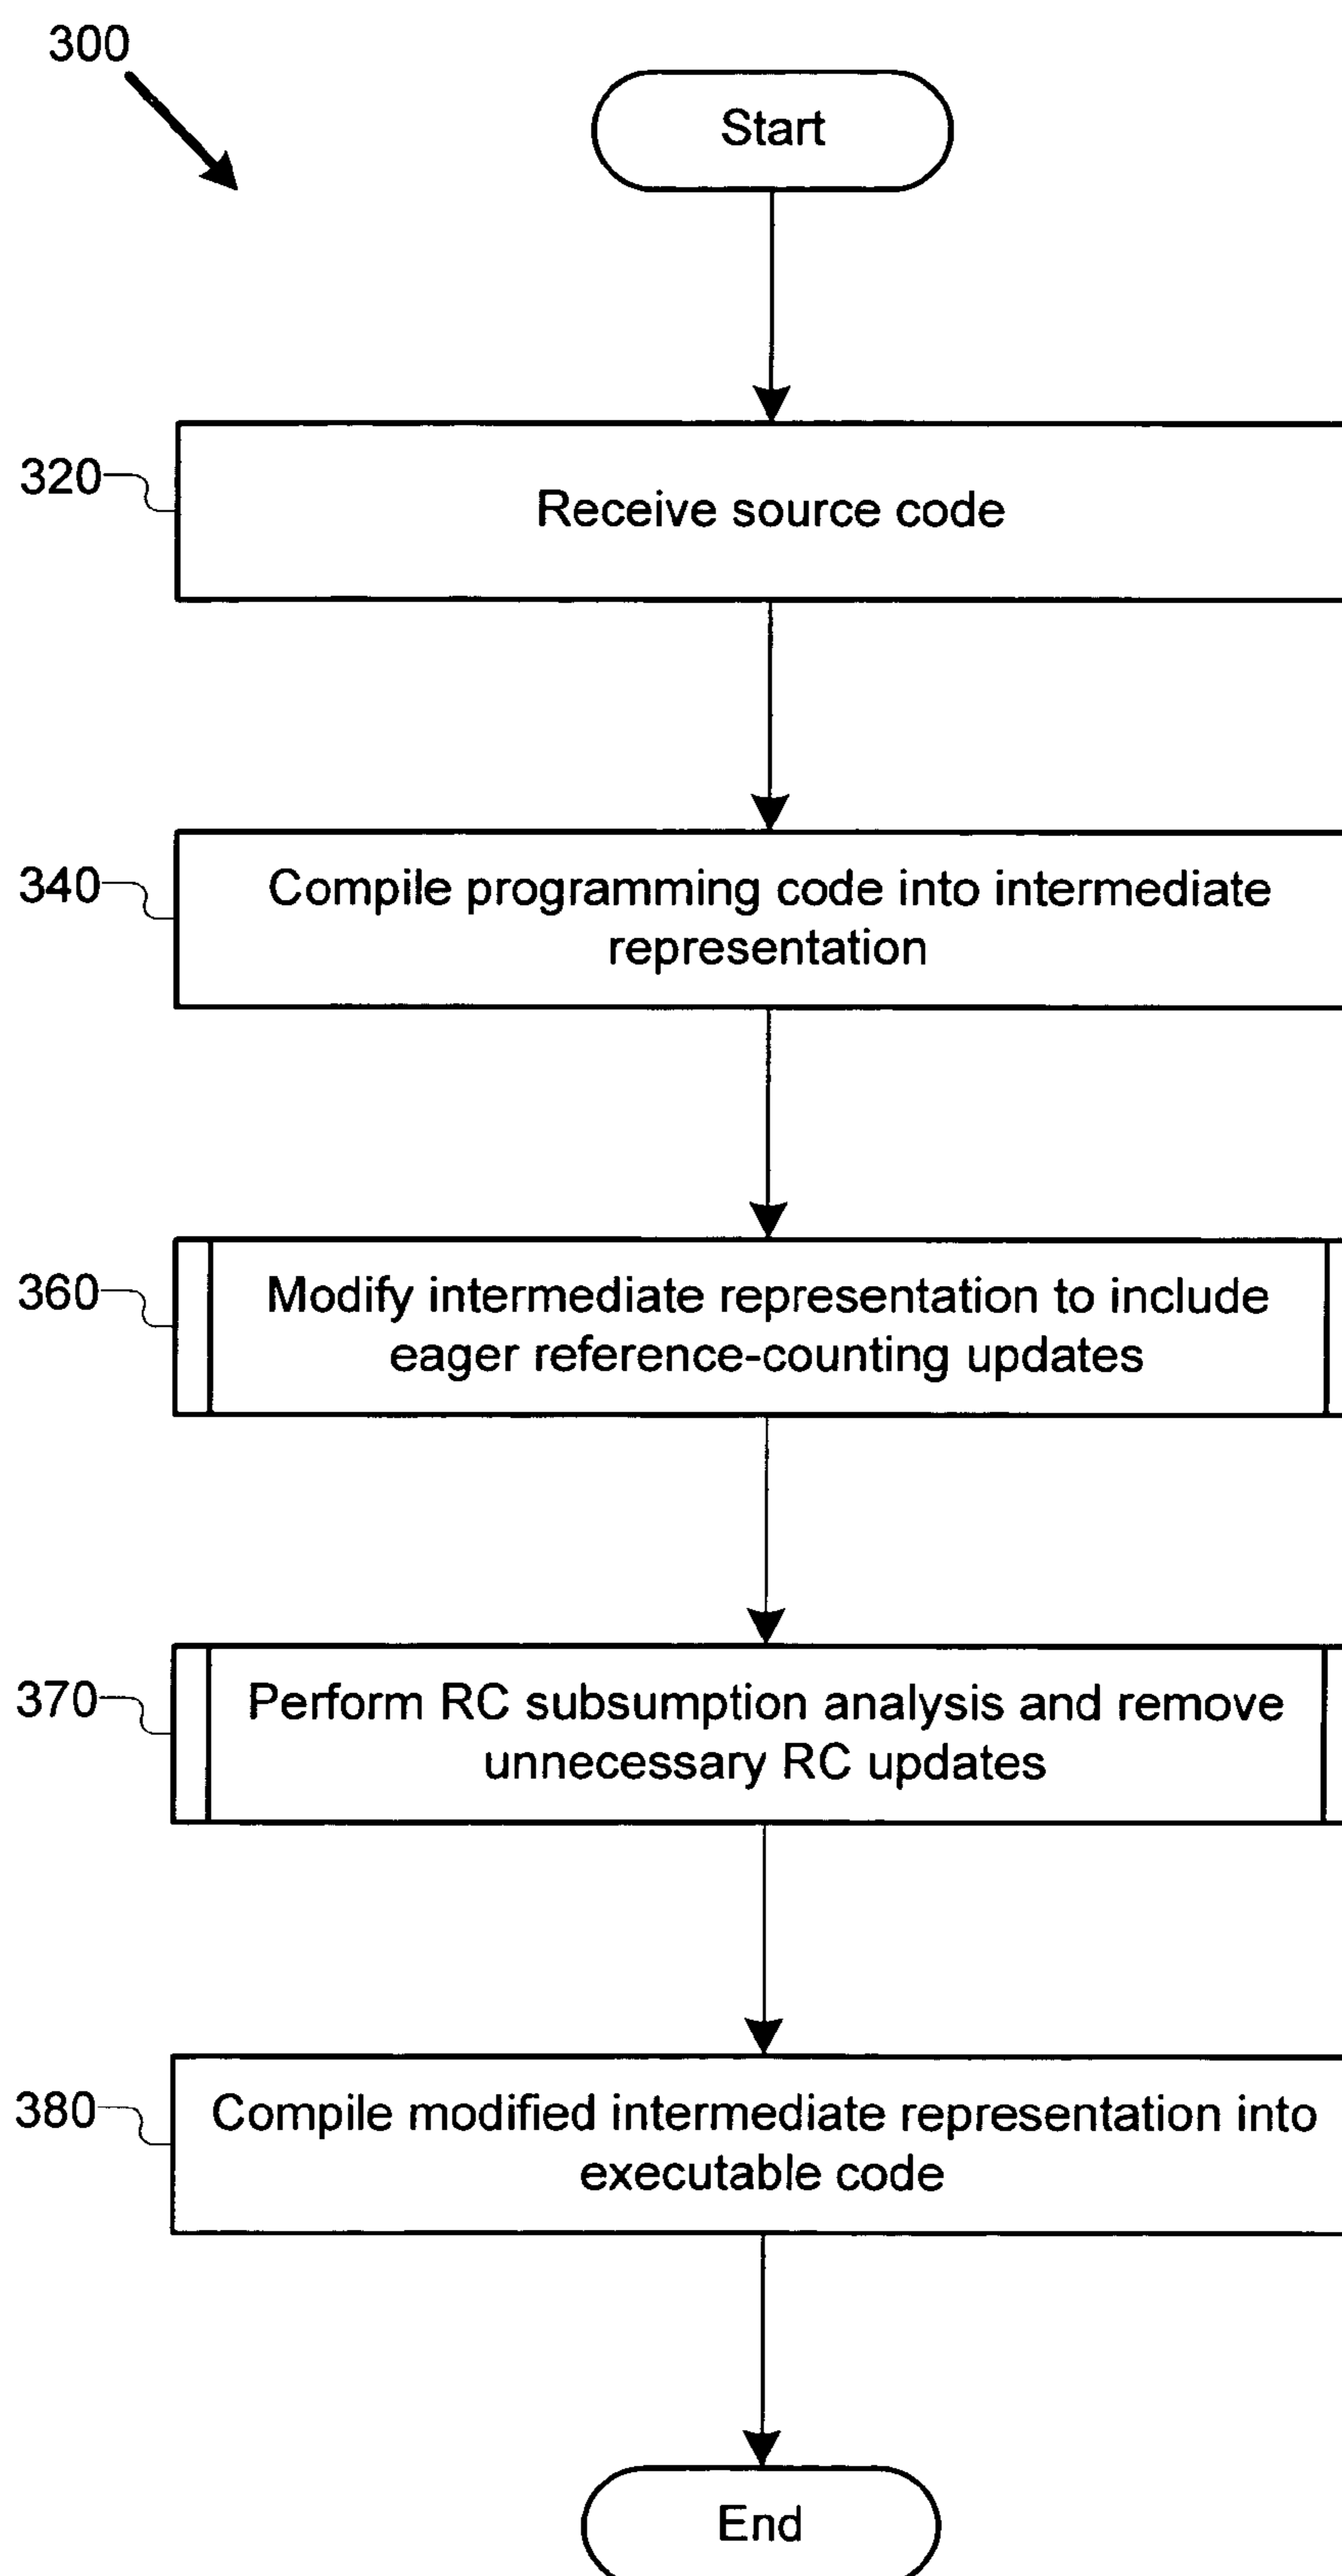 300
Start
320
Receive source code
340
Compile programming code into intermediate
representation
360
Modify intermediate representation to include
eager reference-counting updates
370
Perform RC subsumption analysis and remove
unnecessary RC updates
380
Compile modified intermediate representation into
executable code
End